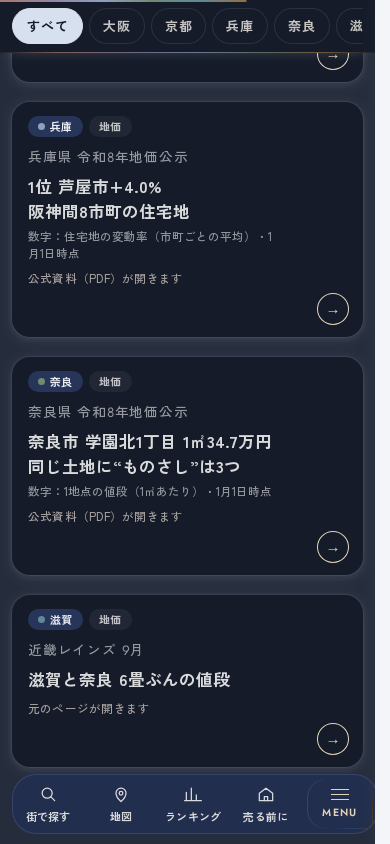 すべて
大阪
京都
兵庫
奈良
滋
→
兵庫
地価
兵庫県 令和8年地価公示
1位 芦屋市+4.0%
阪神間8市町の住宅地
数字：住宅地の変動率（市町ごとの平均）・1
月1日時点
公式資料（PDF）が開きます
→
奈良
地価
奈良県 令和8年地価公示
奈良市 学園北1丁目 1㎡34.7万円
同じ土地に“ものさし”は3つ
数字：1地点の値段（1㎡あたり）・1月1日時点
公式資料（PDF）が開きます
→
滋賀
地価
近畿レインズ 9月
滋賀と奈良 6畳ぶんの値段
元のページが開きます
→
街で探す
地図
ランキング
売る前に
MENU